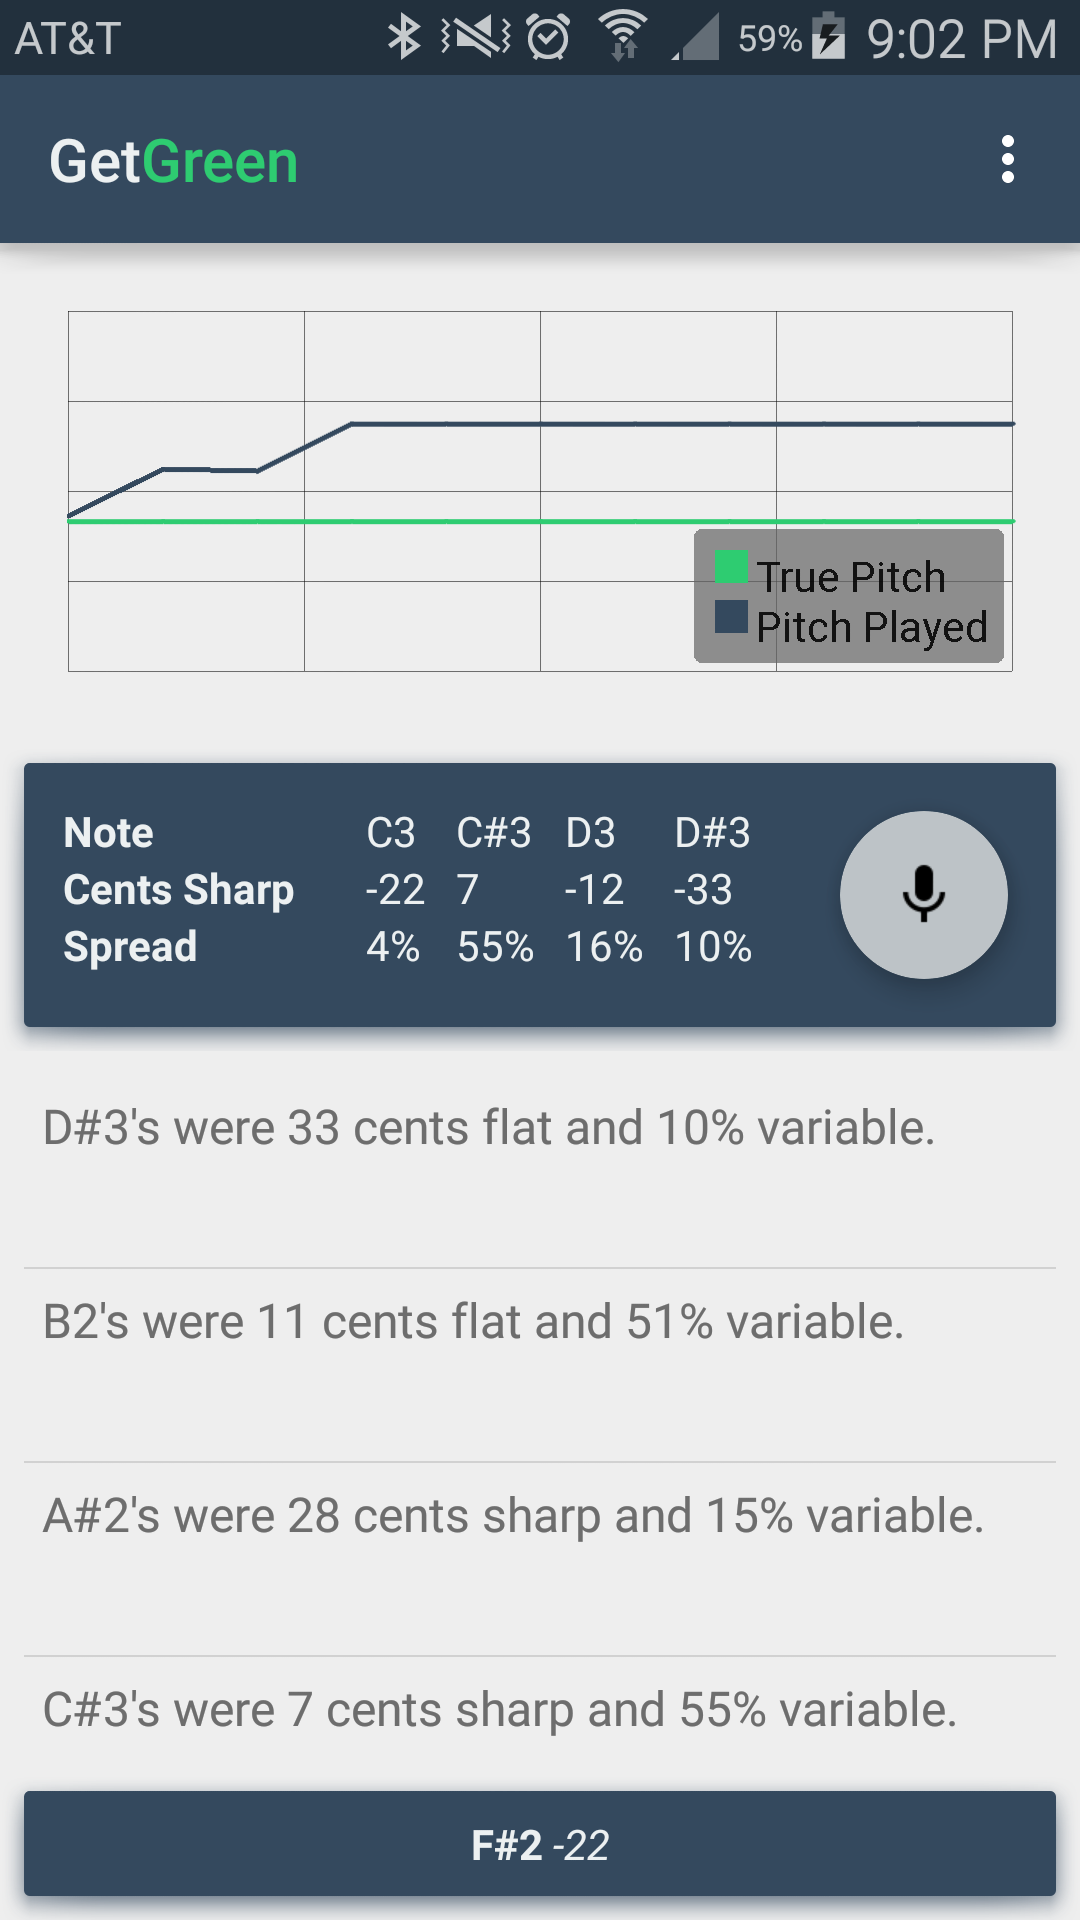 AT&T 59% 9:02 PM
GetGreen
True Pitch
Pitch Played
Note C3 C#3 D3 D#3
Cents Sharp -22 7 -12 -33
Spread 4% 55% 16% 10%
D#3's were 33 cents flat and 10% variable.
B2's were 11 cents flat and 51% variable.
A#2's were 28 cents sharp and 15% variable.
C#3's were 7 cents sharp and 55% variable.
F#2 -22